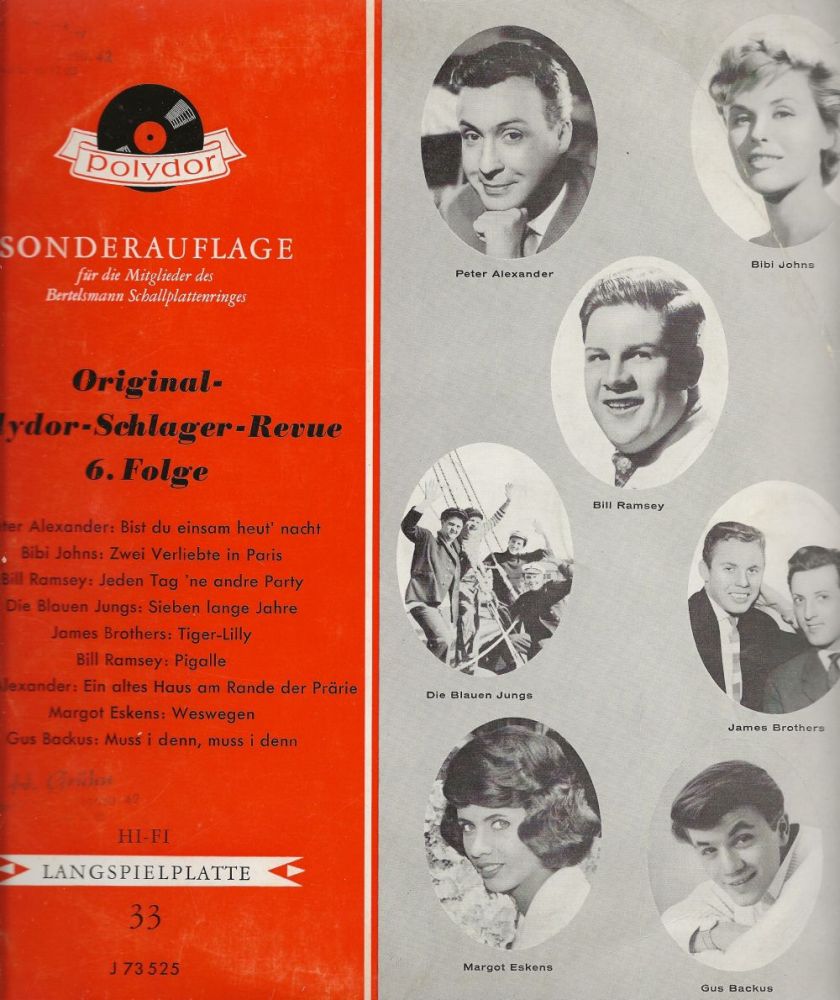 polydor
SONDERAUFLAGE
für die Mitglieder des
Bertelsmann Schallplattenringes
Original-
lydor-Schlager-Revue
6. Folge
ter Alexander: Bist du einsam heut' nacht
Bibi Johns: Zwei Verliebte in Paris
Bill Ramsey: Jeden Tag 'ne andre Party
Die Blauen Jungs: Sieben lange Jahre
James Brothers: Tiger-Lilly
Bill Ramsey: Pigalle
lexander: Ein altes Haus am Rande der Prärie
Margot Eskens: Weswegen
Gus Backus: Muss i denn, muss i denn
HI-FI
LANGSPIELPLATTE
33
J 73 525
Peter Alexander
Bibi Johns
Bill Ramsey
Die Blauen Jungs
James Brothers
Margot Eskens
Gus Backus